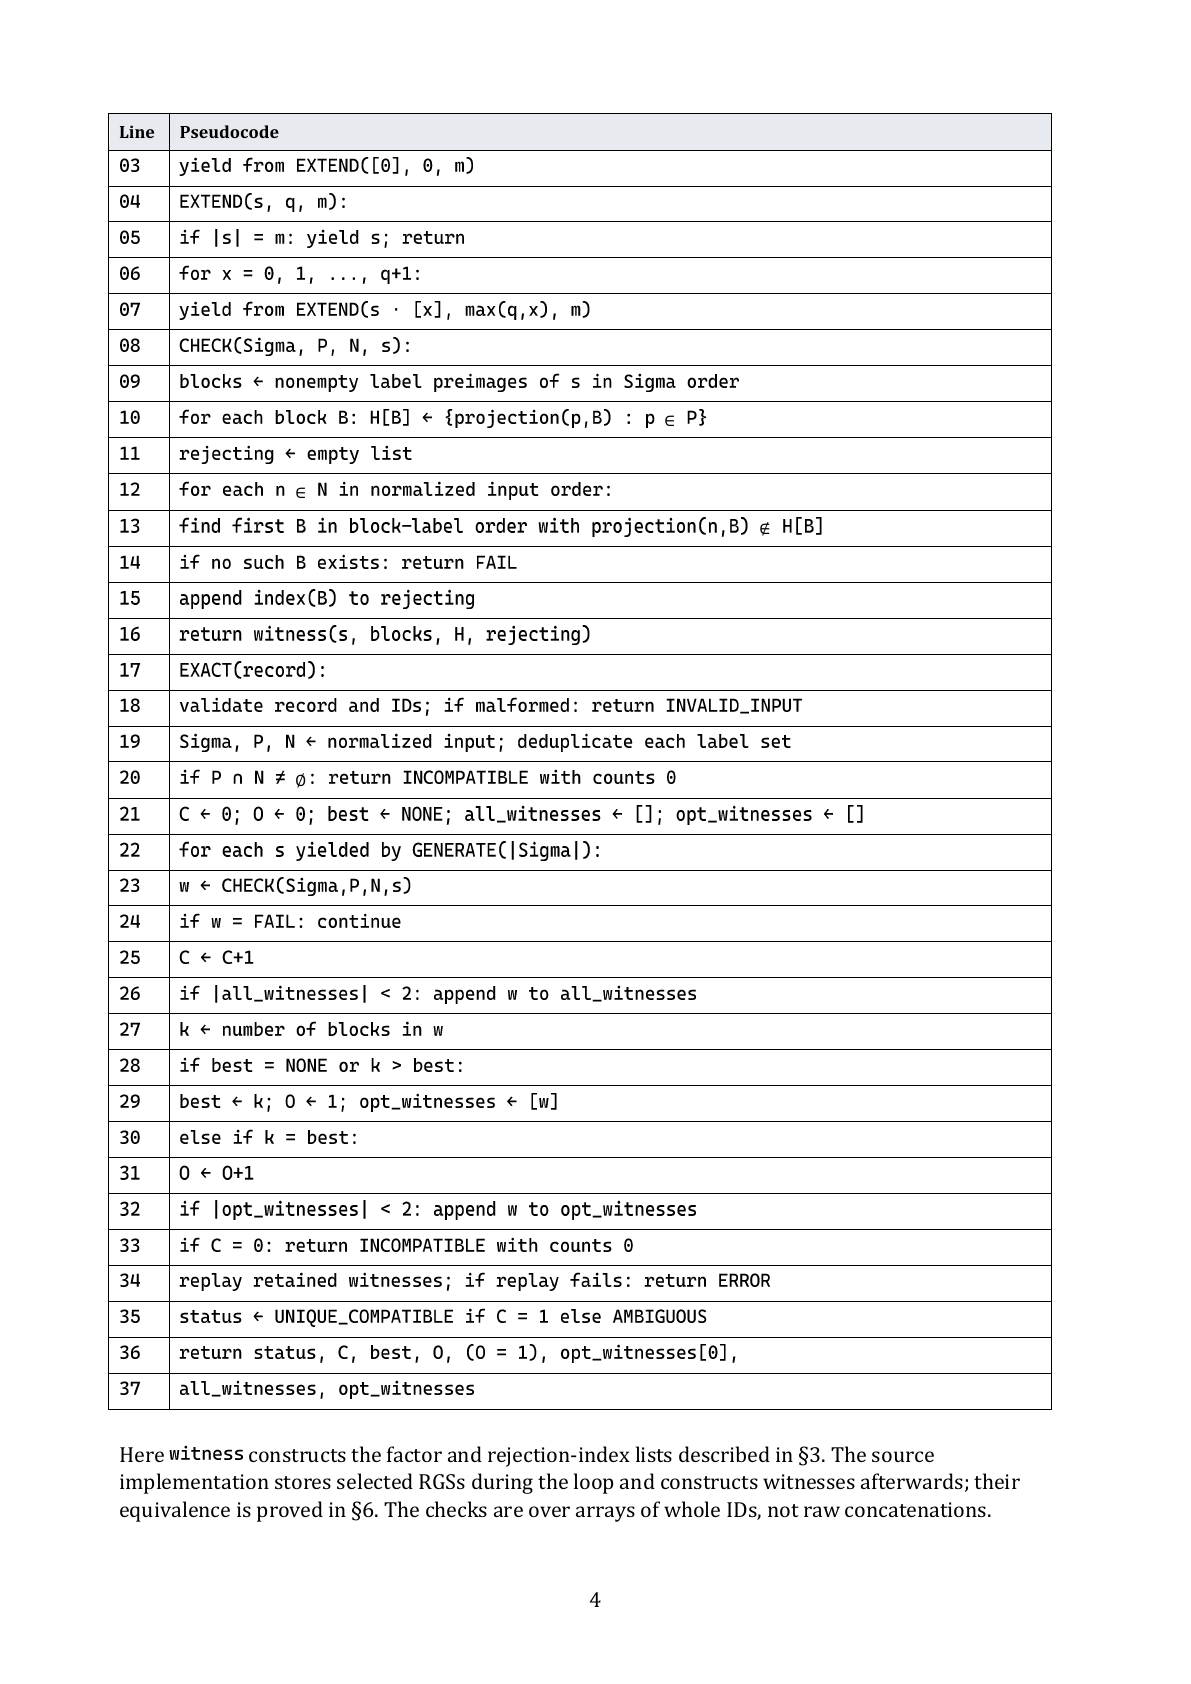 Line Pseudocode
03 yield from EXTEND([0], 0, m)
04 EXTEND(s, q, m):
05 if |s| = m: yield s; return
06 for x = 0, 1, ..., q+1:
07 yield from EXTEND(s · [x], max(q,x), m)
08 CHECK(Sigma, P, N, s):
09 blocks ← nonempty label preimages of s in Sigma order
10 for each block B: H[B] ← {projection(p,B) : p ∈ P}
11 rejecting ← empty list
12 for each n ∈ N in normalized input order:
13 find first B in block-label order with projection(n,B) ∉ H[B]
14 if no such B exists: return FAIL
15 append index(B) to rejecting
16 return witness(s, blocks, H, rejecting)
17 EXACT(record):
18 validate record and IDs; if malformed: return INVALID_INPUT
19 Sigma, P, N ← normalized input; deduplicate each label set
20 if P ∩ N ≠ ∅: return INCOMPATIBLE with counts 0
21 C ← 0; O ← 0; best ← NONE; all_witnesses ← []; opt_witnesses ← []
22 for each s yielded by GENERATE(|Sigma|):
23 w ← CHECK(Sigma,P,N,s)
24 if w = FAIL: continue
25 C ← C+1
26 if |all_witnesses| < 2: append w to all_witnesses
27 k ← number of blocks in w
28 if best = NONE or k > best:
29 best ← k; O ← 1; opt_witnesses ← [w]
30 else if k = best:
31 O ← O+1
32 if |opt_witnesses| < 2: append w to opt_witnesses
33 if C = 0: return INCOMPATIBLE with counts 0
34 replay retained witnesses; if replay fails: return ERROR
35 status ← UNIQUE_COMPATIBLE if C = 1 else AMBIGUOUS
36 return status, C, best, O, (O = 1), opt_witnesses[0],
37 all_witnesses, opt_witnesses
Here witness constructs the factor and rejection-index lists described in §3. The source
implementation stores selected RGSs during the loop and constructs witnesses afterwards; their
equivalence is proved in §6. The checks are over arrays of whole IDs, not raw concatenations.
4